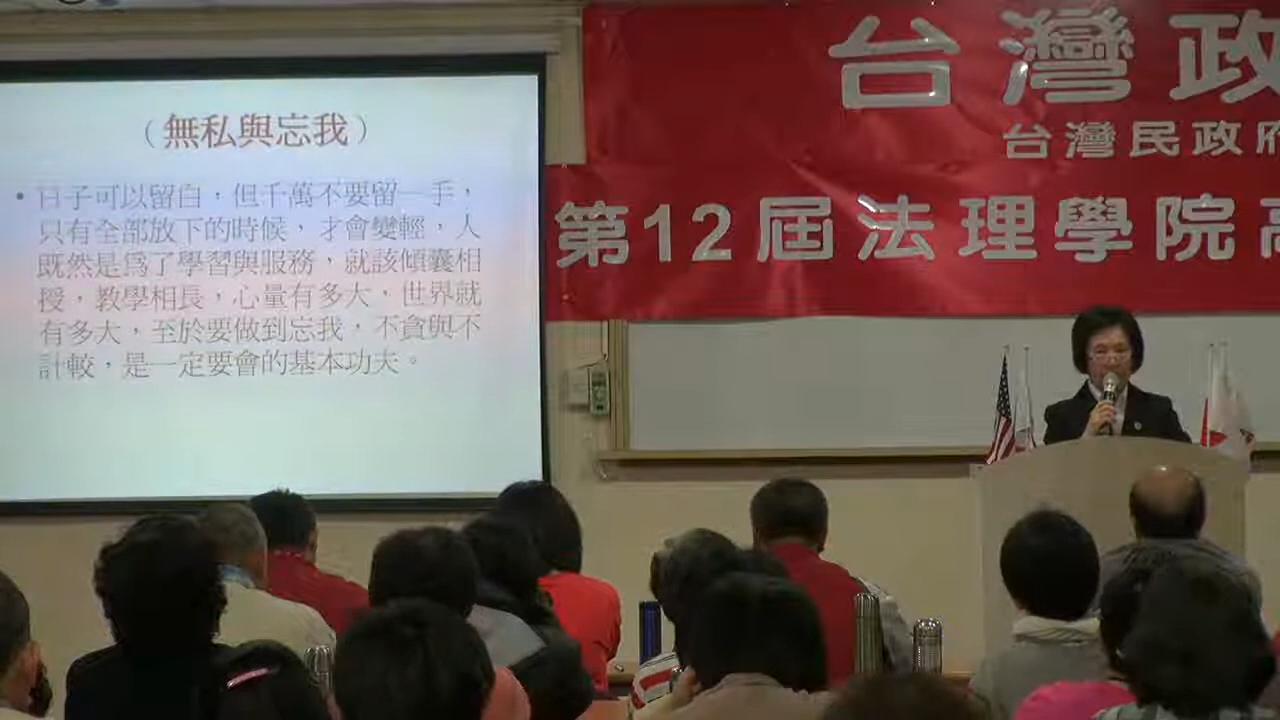 （無私與忘我）
• 日子可以留白，但千萬不要留一手，
只有全部放下的時候，才會變輕，人
既然是為了學習與服務，就該傾囊相
授，教學相長，心量有多大，世界就
有多大，至於要做到忘我，不貪與不
計較，是一定要會的基本功夫。
台灣政
台灣民政府
第12屆法理學院高